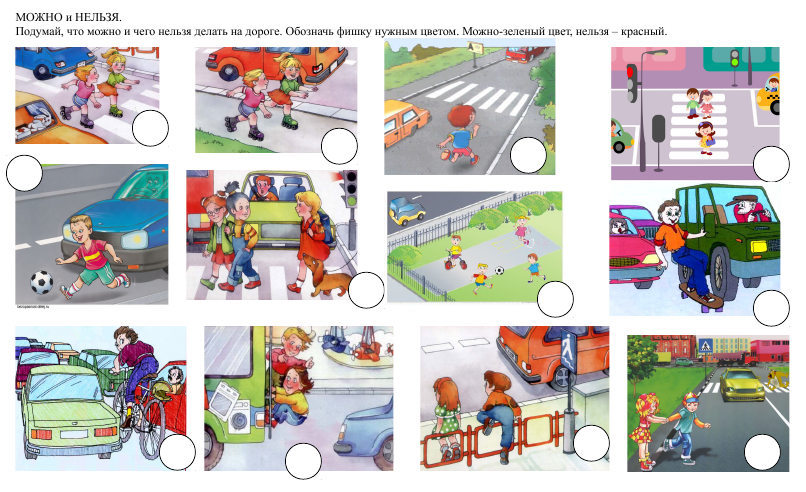 МОЖНО и НЕЛЬЗЯ.
Подумай, что можно и чего нельзя делать на дороге. Обозначь фишку нужным цветом. Можно-зеленый цвет, нельзя – красный.